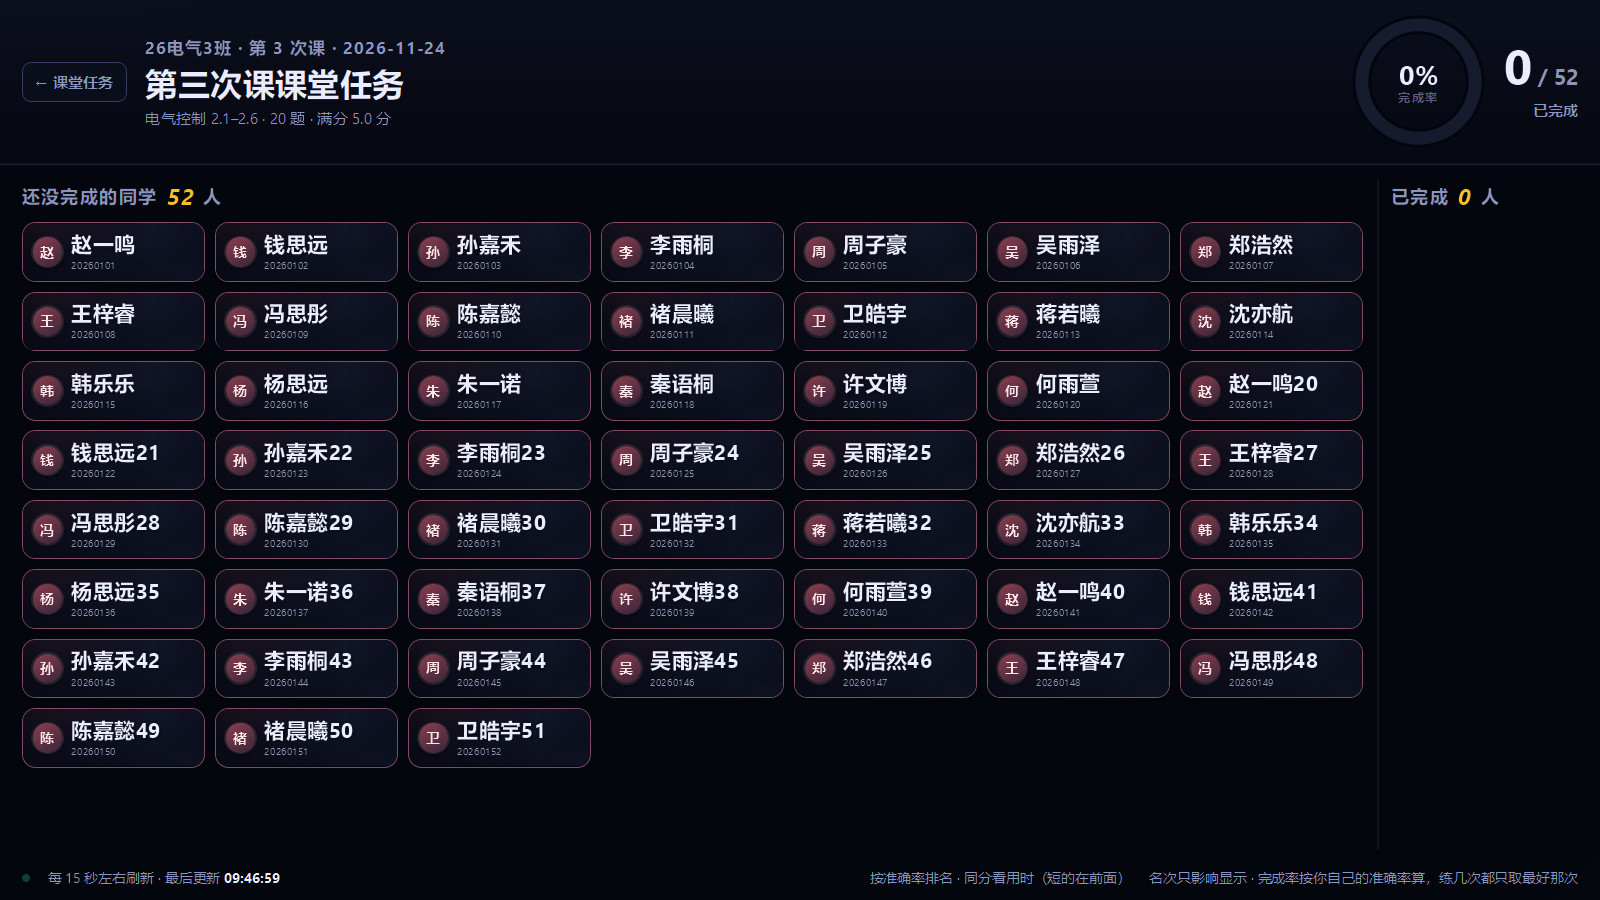 ← 课堂任务
26电气3班 · 第 3 次课 · 2026-11-24
第三次课课堂任务
电气控制 2.1–2.6 · 20 题 · 满分 5.0 分
0%
完成率
0 / 52
已完成
还没完成的同学 52 人
已完成 0 人
赵 赵一鸣 20260101
钱 钱思远 20260102
孙 孙嘉禾 20260103
李 李雨桐 20260104
周 周子豪 20260105
吴 吴雨泽 20260106
郑 郑浩然 20260107
王 王梓睿 20260108
冯 冯思彤 20260109
陈 陈嘉懿 20260110
褚 褚晨曦 20260111
卫 卫皓宇 20260112
蒋 蒋若曦 20260113
沈 沈亦航 20260114
韩 韩乐乐 20260115
杨 杨思远 20260116
朱 朱一诺 20260117
秦 秦语桐 20260118
许 许文博 20260119
何 何雨萱 20260120
赵 赵一鸣20 20260121
钱 钱思远21 20260122
孙 孙嘉禾22 20260123
李 李雨桐23 20260124
周 周子豪24 20260125
吴 吴雨泽25 20260126
郑 郑浩然26 20260127
王 王梓睿27 20260128
冯 冯思彤28 20260129
陈 陈嘉懿29 20260130
褚 褚晨曦30 20260131
卫 卫皓宇31 20260132
蒋 蒋若曦32 20260133
沈 沈亦航33 20260134
韩 韩乐乐34 20260135
杨 杨思远35 20260136
朱 朱一诺36 20260137
秦 秦语桐37 20260138
许 许文博38 20260139
何 何雨萱39 20260140
赵 赵一鸣40 20260141
钱 钱思远41 20260142
孙 孙嘉禾42 20260143
李 李雨桐43 20260144
周 周子豪44 20260145
吴 吴雨泽45 20260146
郑 郑浩然46 20260147
王 王梓睿47 20260148
冯 冯思彤48 20260149
陈 陈嘉懿49 20260150
褚 褚晨曦50 20260151
卫 卫皓宇51 20260152
每 15 秒左右刷新 · 最后更新 09:46:59
按准确率排名 · 同分看用时（短的在前面） 名次只影响显示 · 完成率按你自己的准确率算，练几次都只取最好那次